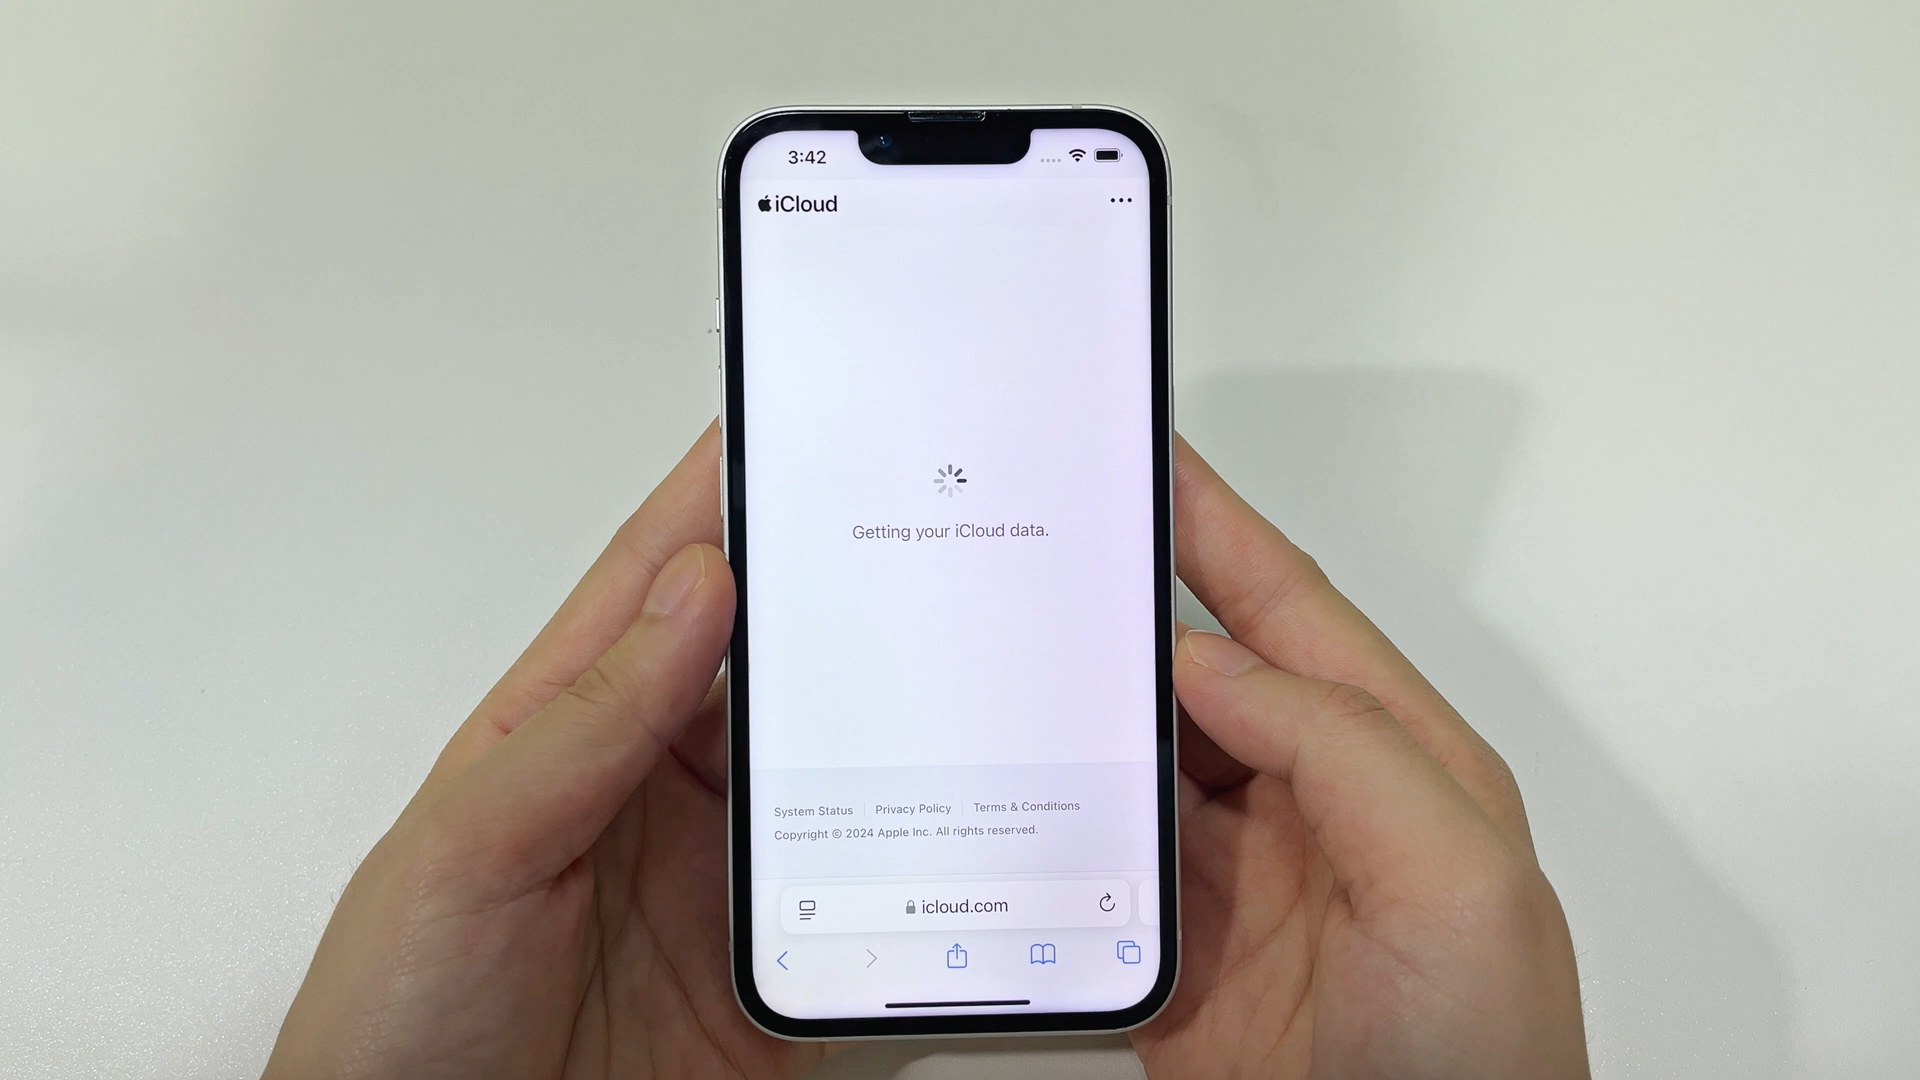 3:42
iCloud
Getting your iCloud data.
System Status Privacy Policy Terms & Conditions
Copyright © 2024 Apple Inc. All rights reserved.
icloud.com